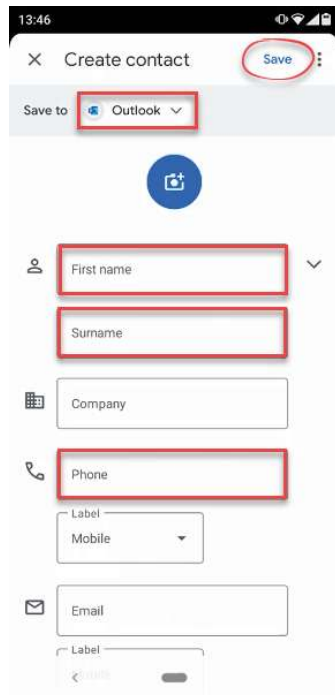 13:46
Create contact Save
Save to Outlook
First name
Surname
Company
Phone
Label
Mobile
Email
Label